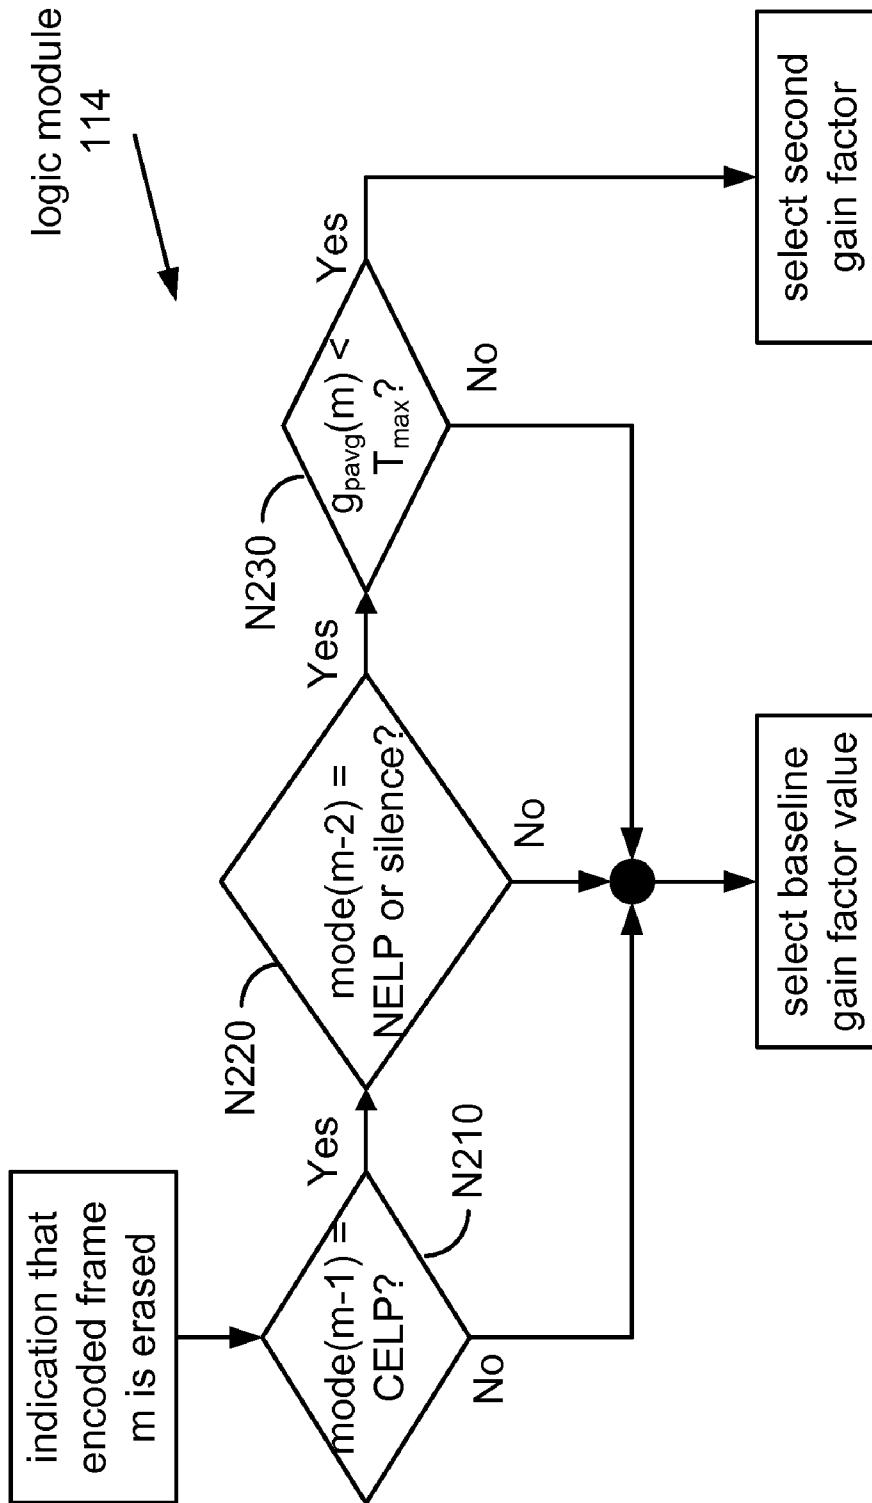 logic module
114
indication that
encoded frame
m is erased
mode(m-1) =
CELP?
N210
Yes
No
mode(m-2) =
NELP or silence?
N220
Yes
No
g_pavg(m) <
T_max?
N230
Yes
No
select baseline
gain factor value
select second
gain factor